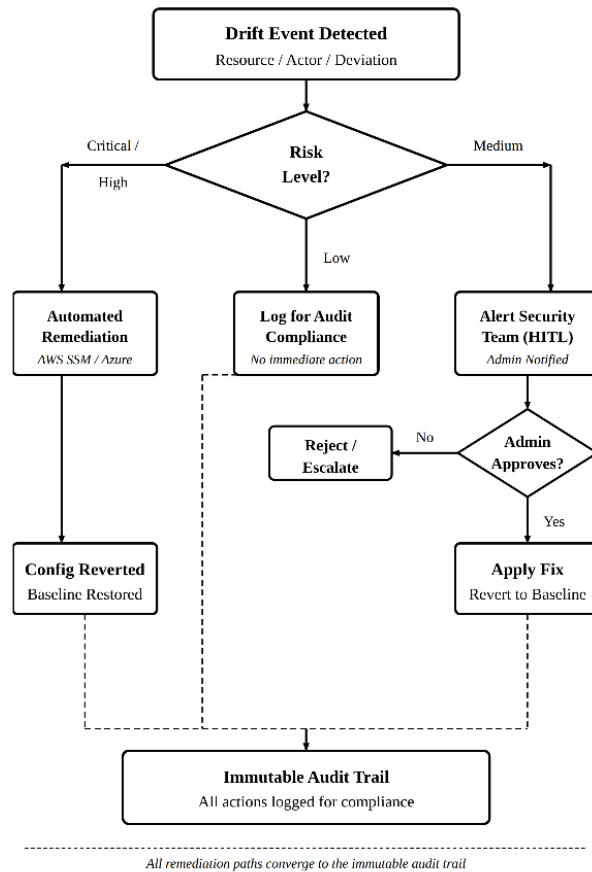 Drift Event Detected
Resource / Actor / Deviation
Risk
Level?
Critical /
High
Medium
Low
Automated
Remediation
AWS SSM / Azure
Log for Audit
Compliance
No immediate action
Alert Security
Team (HITL)
Admin Notified
Admin
Approves?
No
Reject /
Escalate
Yes
Config Reverted
Baseline Restored
Apply Fix
Revert to Baseline
Immutable Audit Trail
All actions logged for compliance
All remediation paths converge to the immutable audit trail